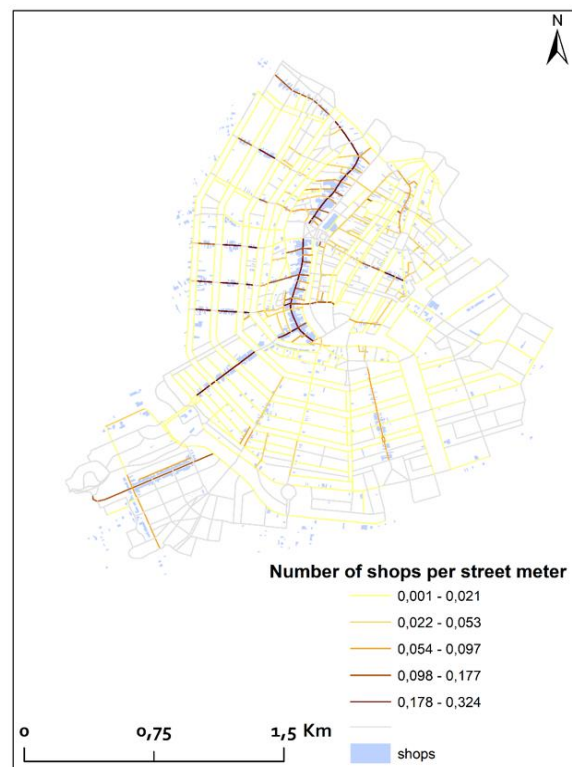 N
Number of shops per street meter
0,001 - 0,021
0,022 - 0,053
0,054 - 0,097
0,098 - 0,177
0,178 - 0,324
shops
0 0,75 1,5 Km